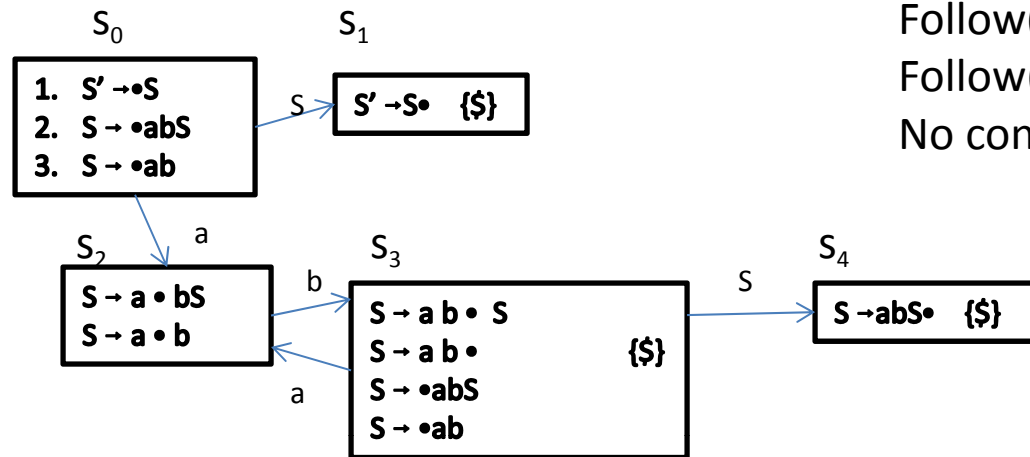 S0
S1
Follow(
Follow(
No con
1. S' →•S
2. S → •abS
3. S → •ab
S
S' →S• {$}
a
S2
S3
S4
S → a • bS
S → a • b
b
a
S → a b • S
S → a b • {$}
S → •abS
S → •ab
S
S →abS• {$}